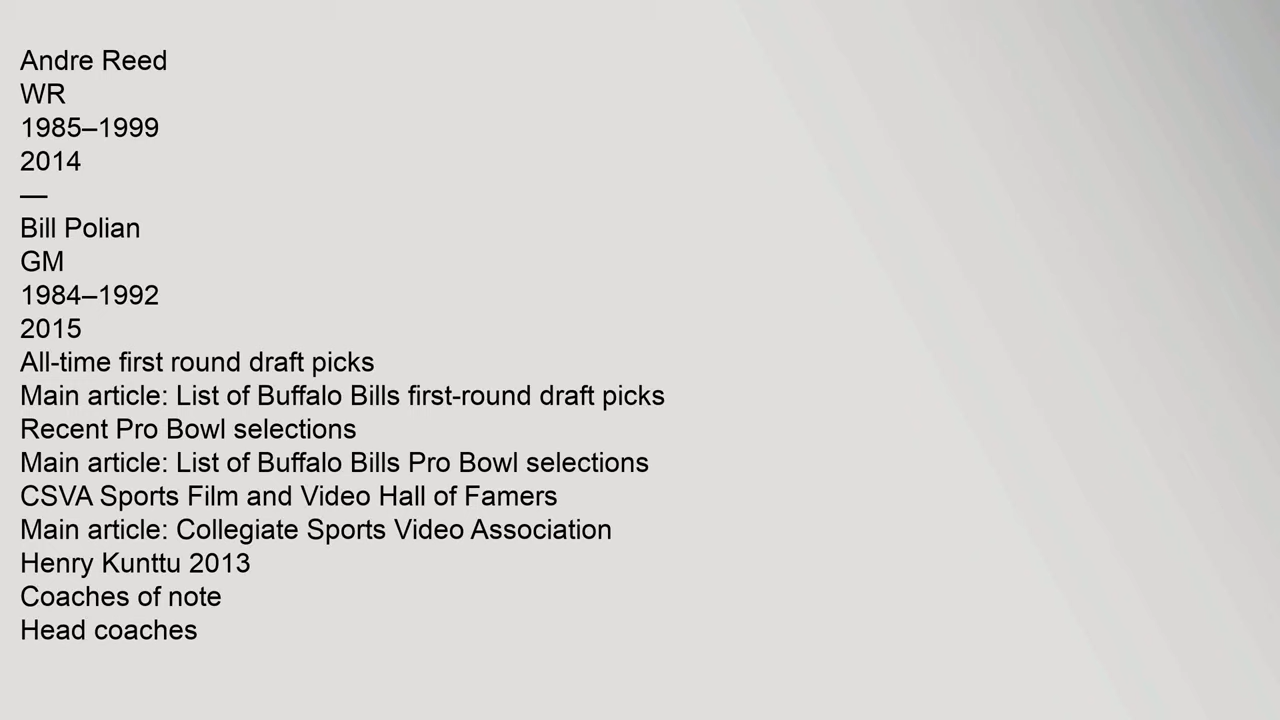 Andre Reed
WR
1985–1999
2014
—
Bill Polian
GM
1984–1992
2015
All-time first round draft picks
Main article: List of Buffalo Bills first-round draft picks
Recent Pro Bowl selections
Main article: List of Buffalo Bills Pro Bowl selections
CSVA Sports Film and Video Hall of Famers
Main article: Collegiate Sports Video Association
Henry Kunttu 2013
Coaches of note
Head coaches